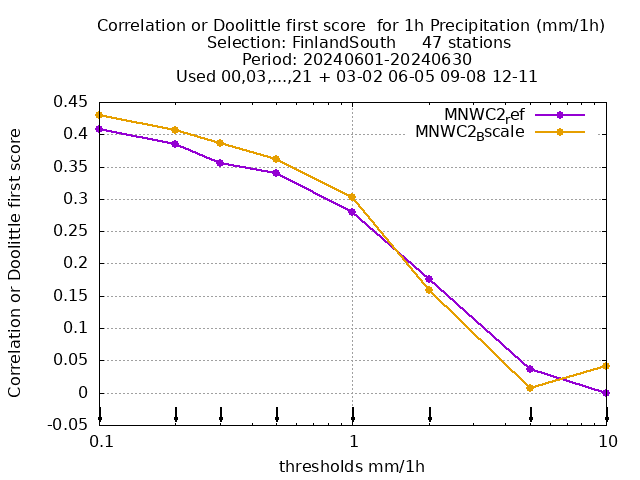 Correlation or Doolittle first score  for 1h Precipitation (mm/1h)
Selection: FinlandSouth     47 stations
Period: 20240601-20240630
Used 00,03,...,21 + 03-02 06-05 09-08 12-11
MNWC2ref
MNWC2Bscale
Correlation or Doolittle first score
0.45
0.4
0.35
0.3
0.25
0.2
0.15
0.1
0.05
0
-0.05
0.1 1 10
thresholds mm/1h